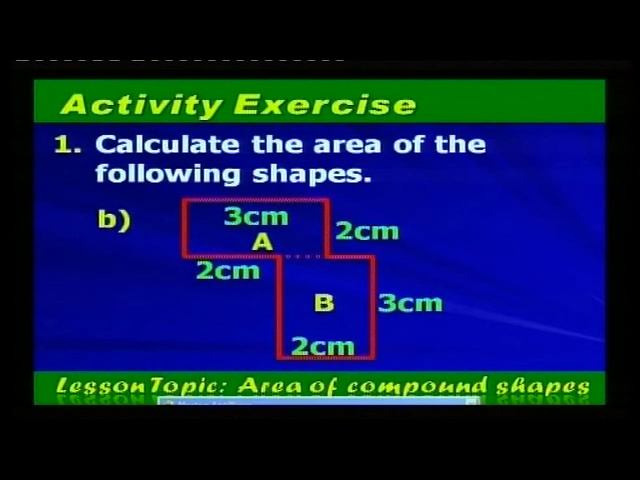 Activity Exercise
1. Calculate the area of the
following shapes.
b)
3cm
A
2cm
2cm
B
3cm
2cm
Lesson Topic: Area of compound shapes